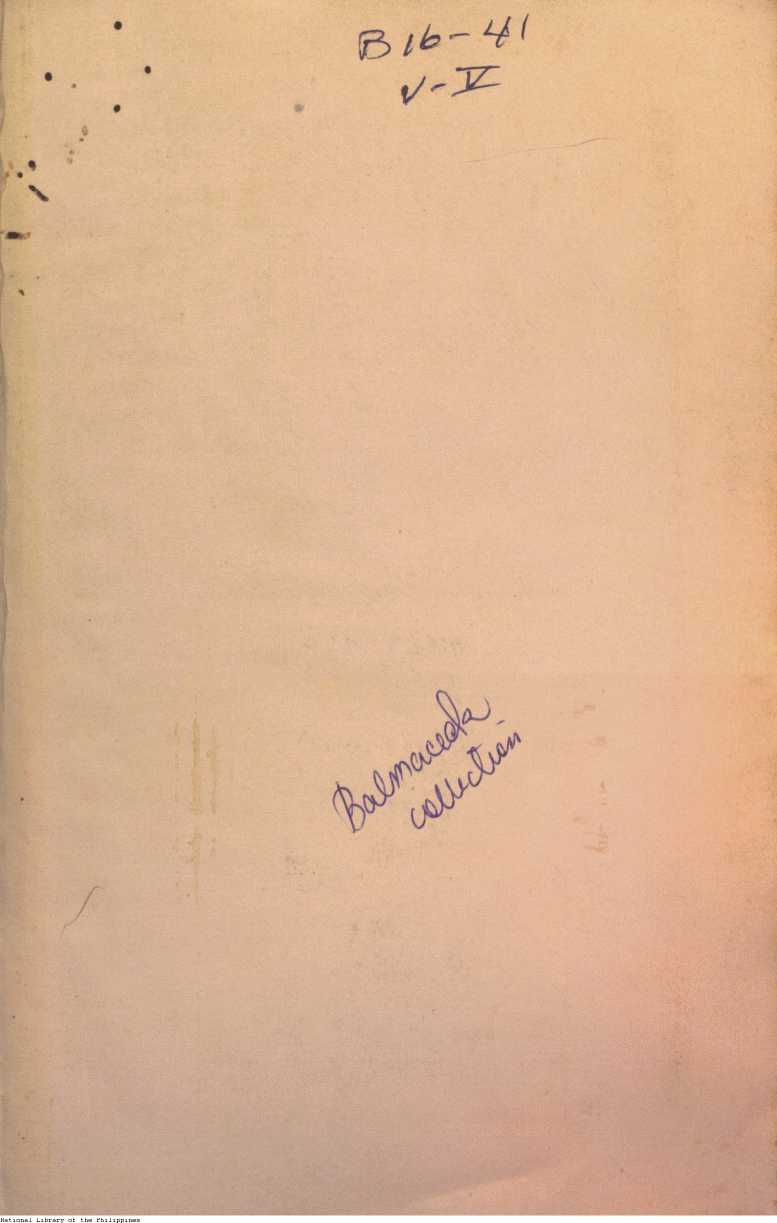 B16-41
V-V
Balmaceda
collection
National Library of the Philippines